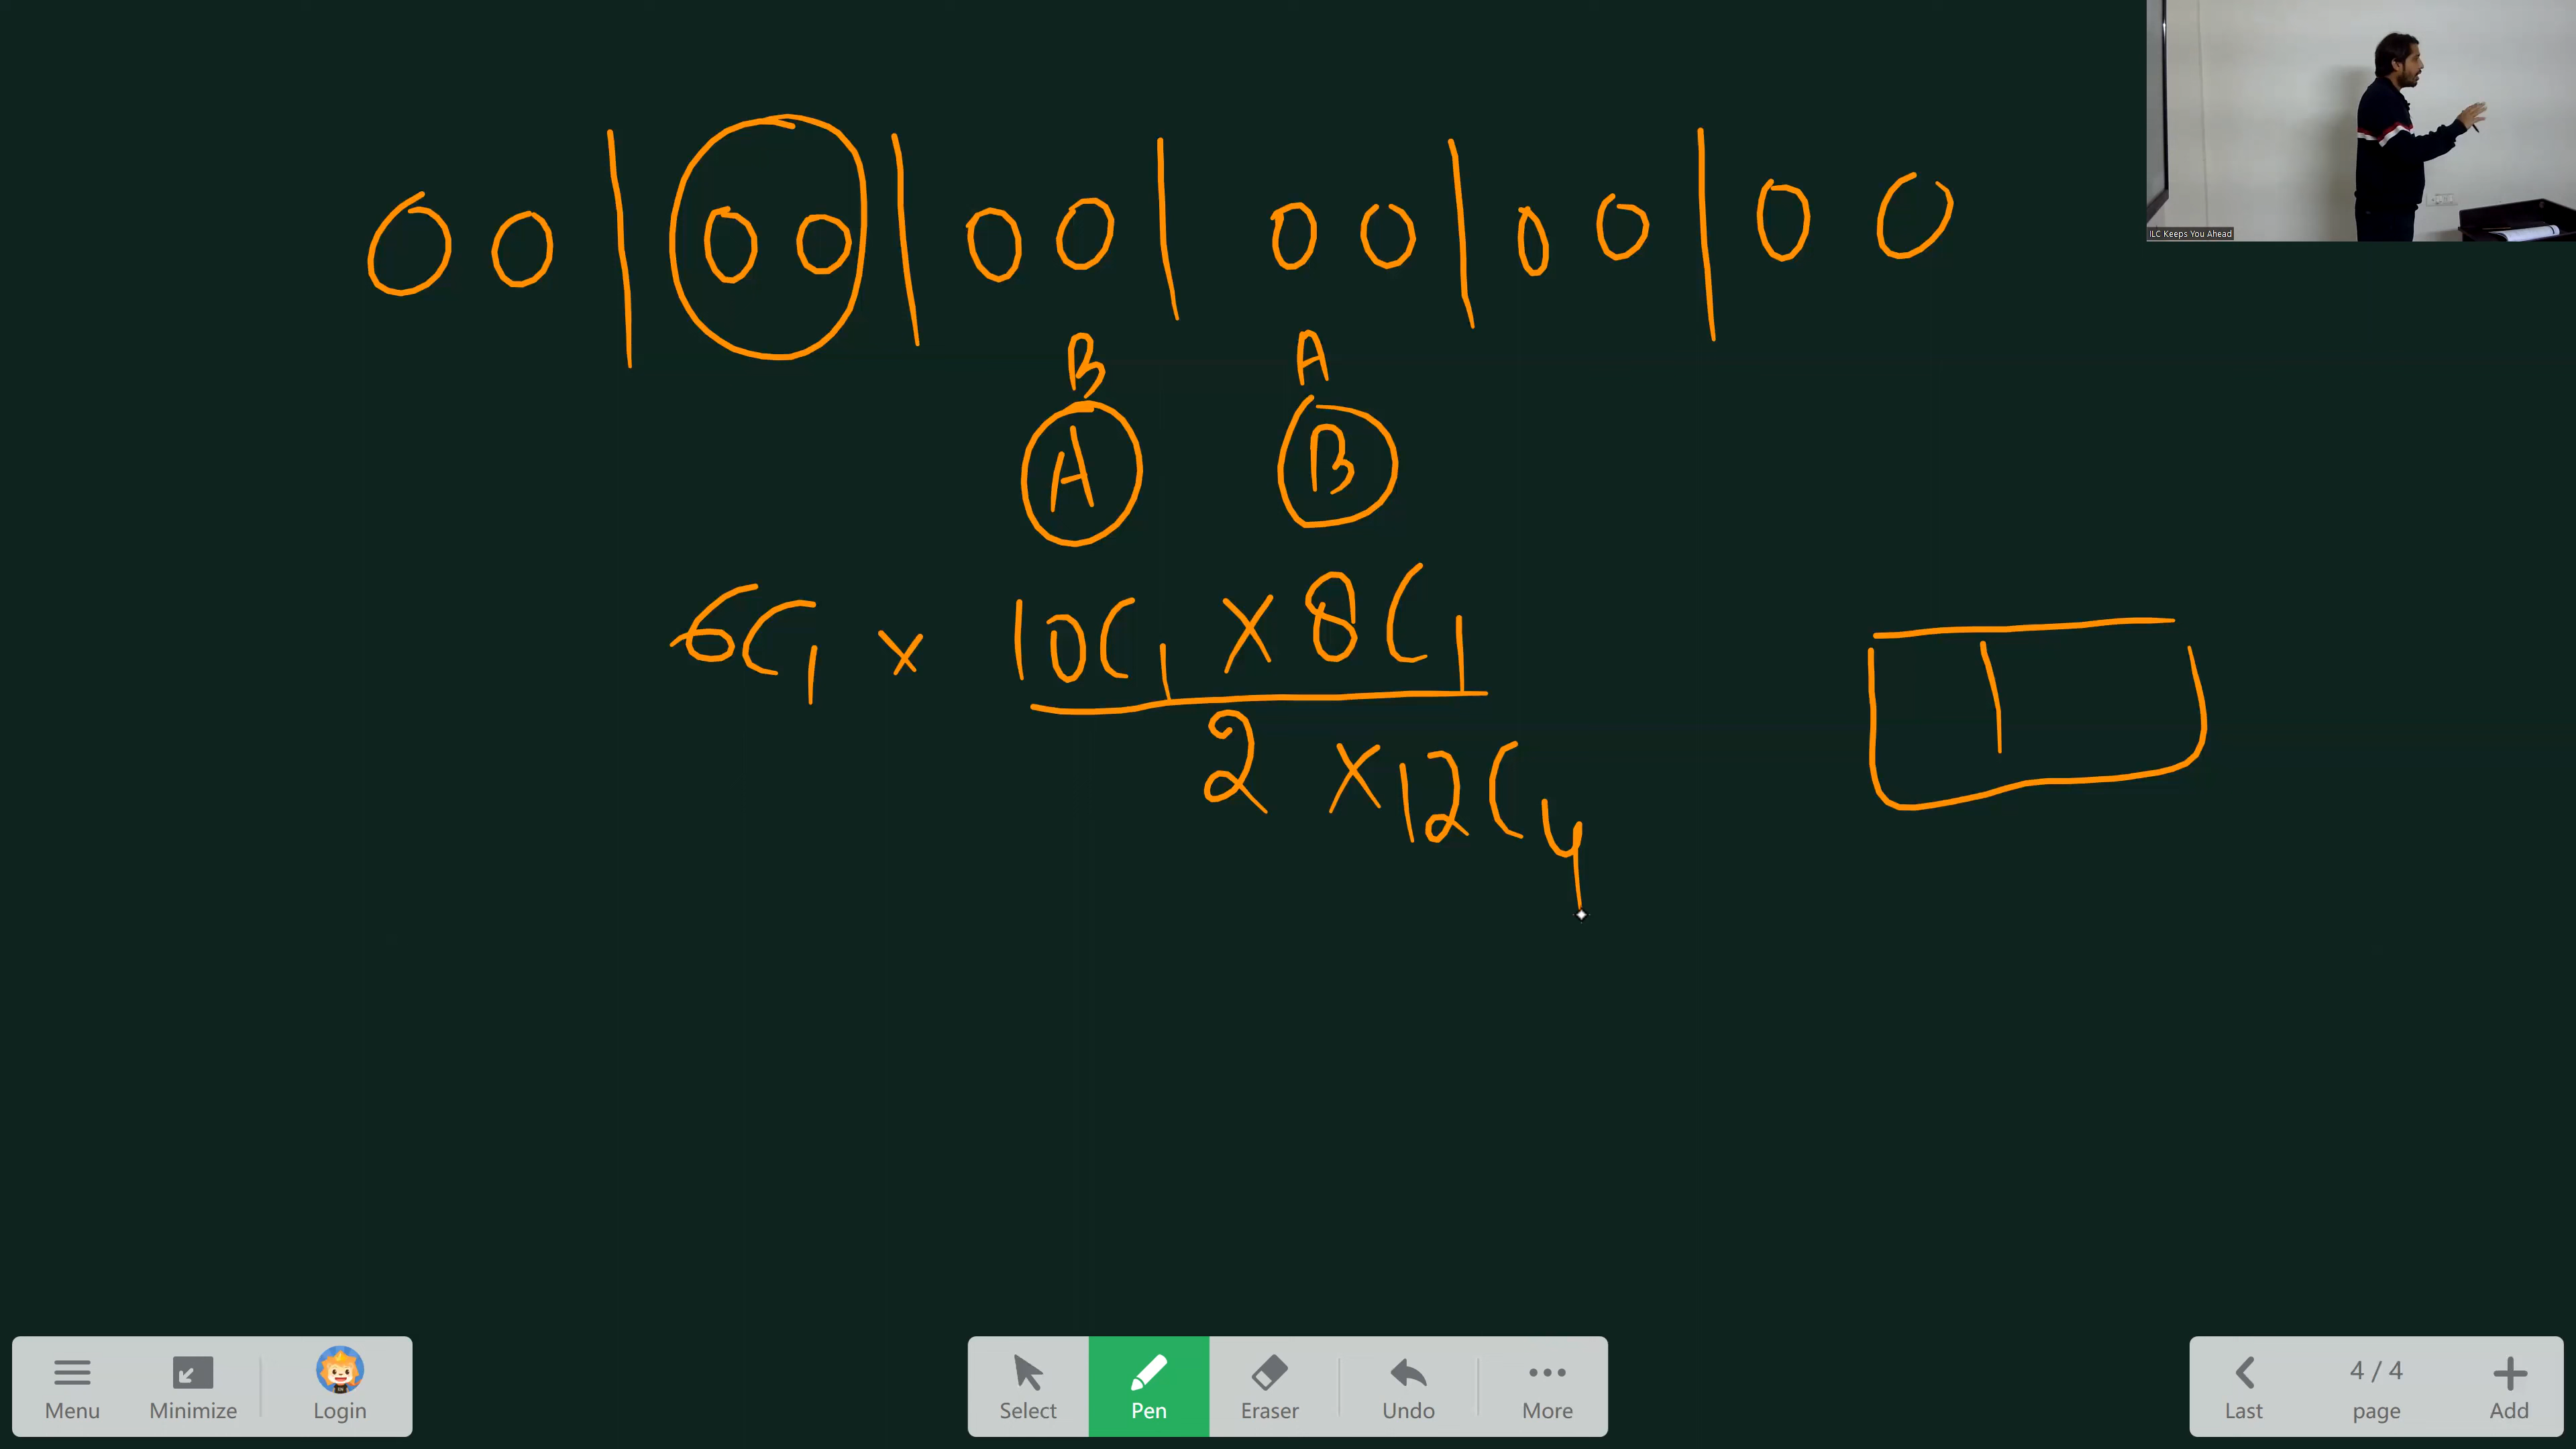 ILC Keeps You Ahead
00 | 00 | 00 | 00 | 00 | 00
B A
A B
6C₁ × 10C₁ × 8C₁
2 × 12C₄
Menu Minimize Login
Select Pen Eraser Undo More
Last 4 / 4 page Add